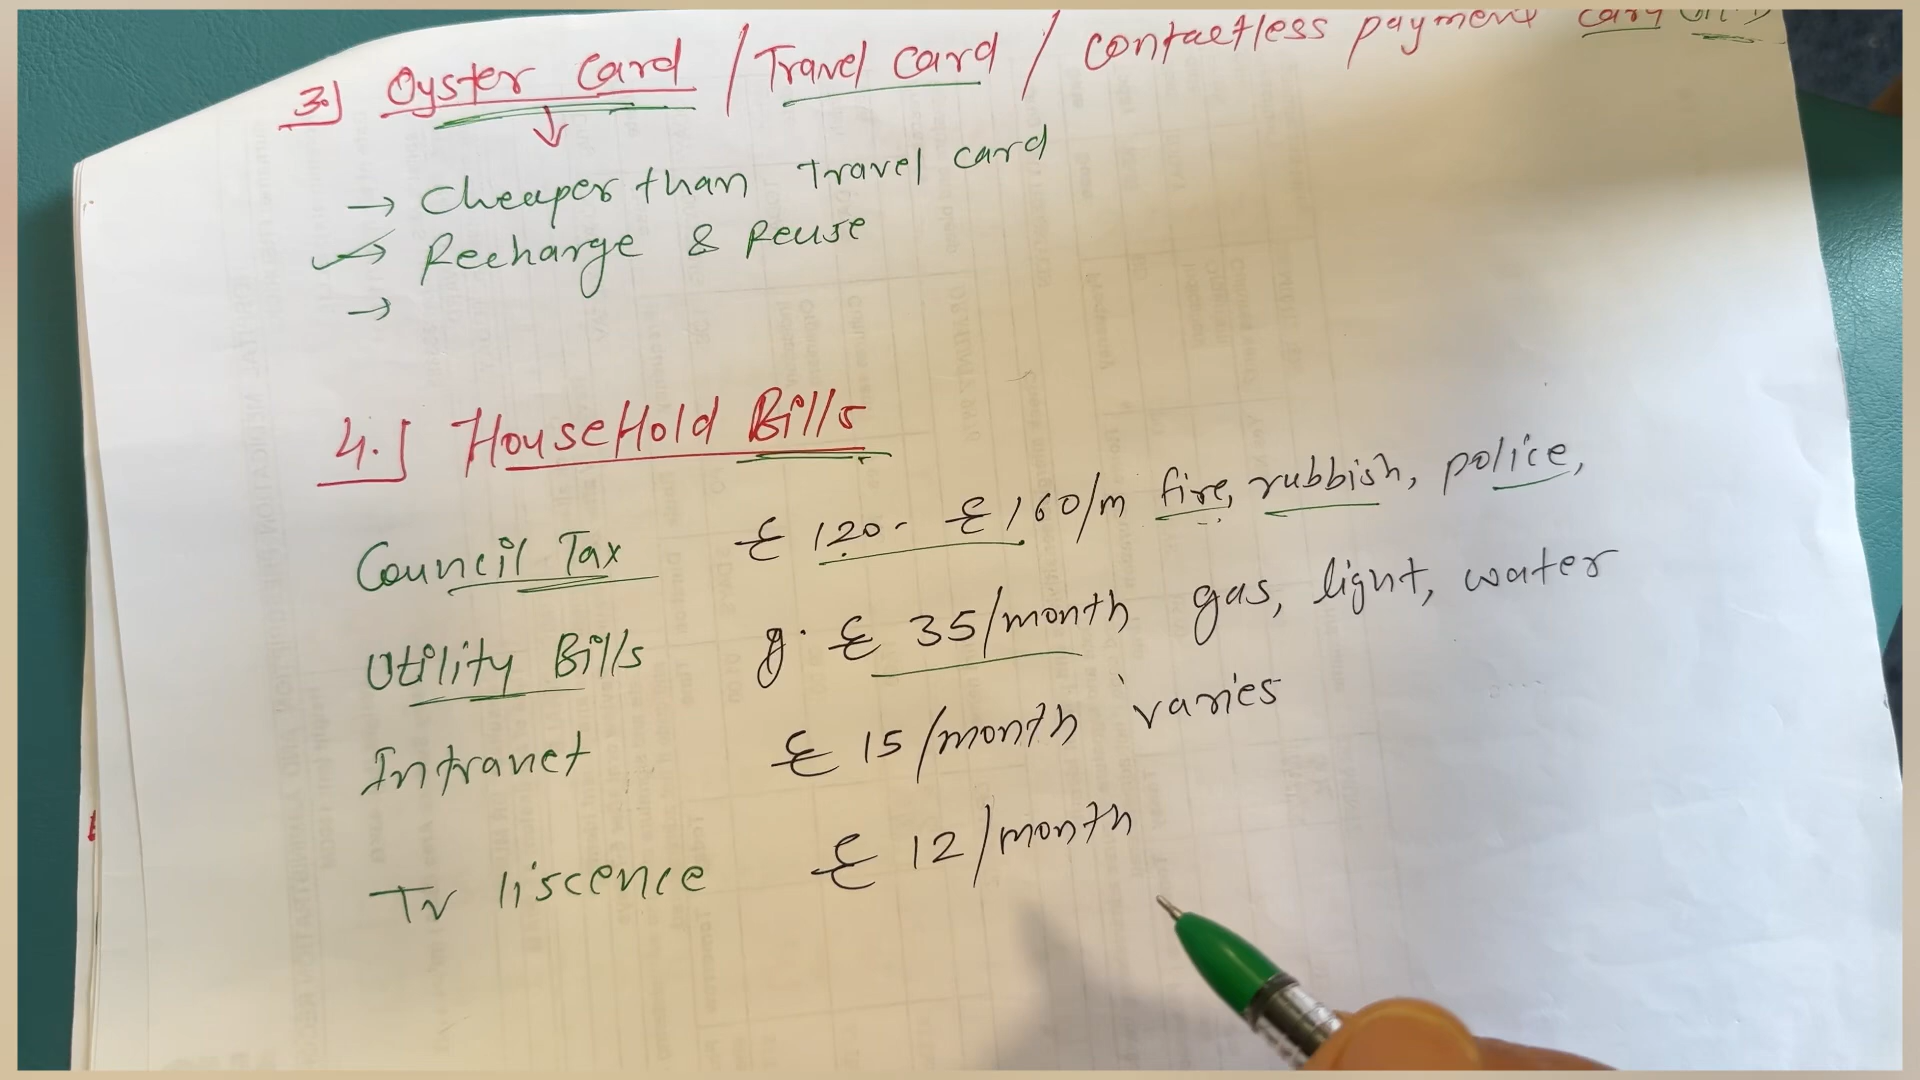 3.) Oyster Card / Travel Card / Contactless payment card
→ Cheaper than Travel card
→ Recharge & Reuse
→
4.] HouseHold Bills
Council Tax £ 120 - £ 160/m fire, rubbish, police,
Utility Bills £ 35/month gas, light, water
Intranet £ 15/month varies
TV liscence £ 12/month